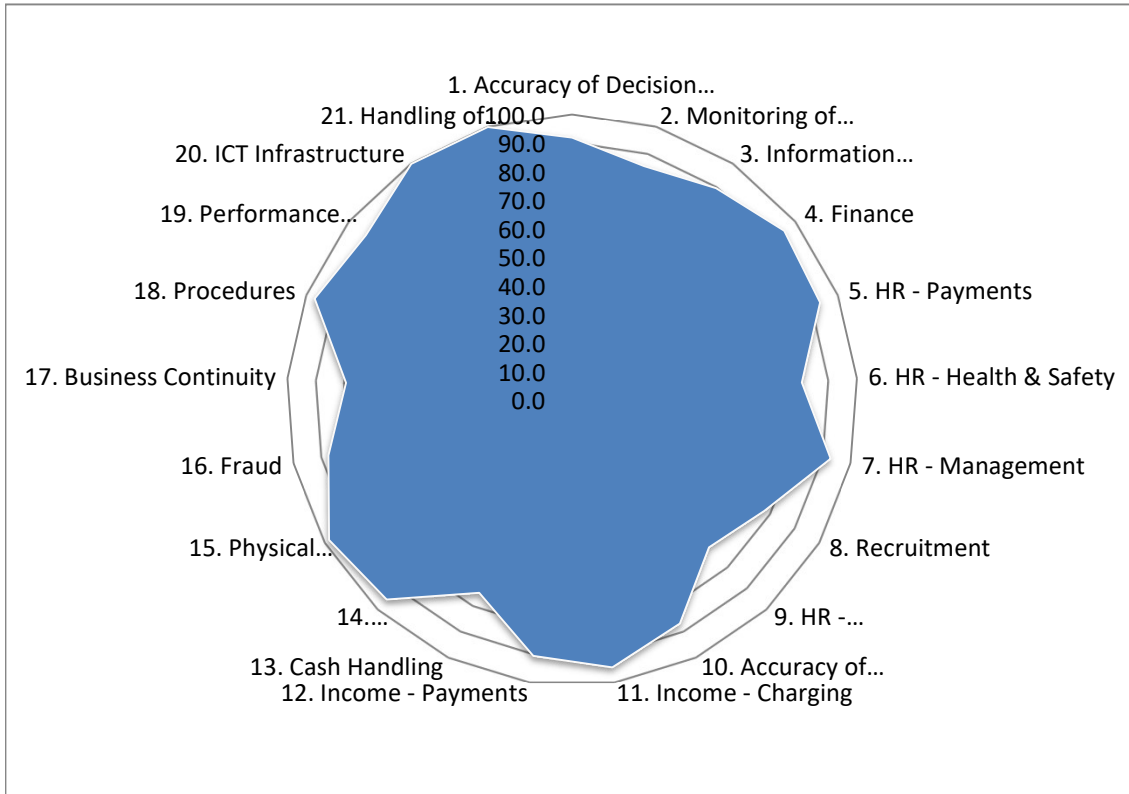 1. Accuracy of Decision...
2. Monitoring of...
3. Information...
4. Finance
5. HR - Payments
6. HR - Health & Safety
7. HR - Management
8. Recruitment
9. HR -...
10. Accuracy of...
11. Income - Charging
12. Income - Payments
13. Cash Handling
14....
15. Physical...
16. Fraud
17. Business Continuity
18. Procedures
19. Performance...
20. ICT Infrastructure
21. Handling of
100.0
90.0
80.0
70.0
60.0
50.0
40.0
30.0
20.0
10.0
0.0